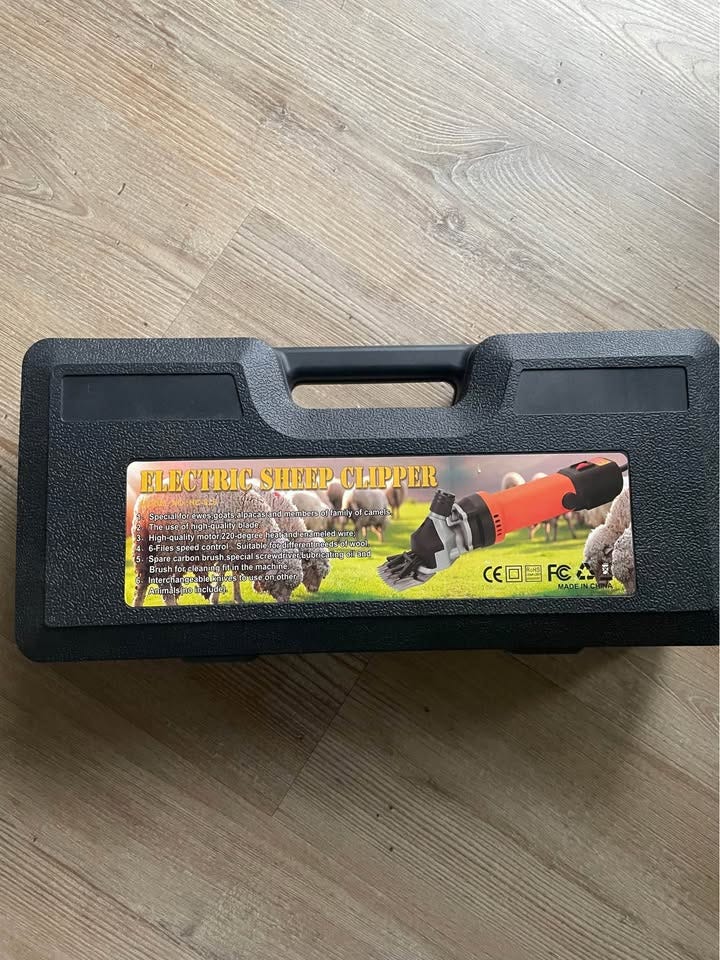 ELECTRIC SHEEP CLIPPER
1. Speciall for ewes goats,alpacas,and members of family of camels
2. The use of high-quality blade.
3. High-quality motor 220-degree heat and enameled wire;
4. 6-Files speed control . Suitable for different needs of wool.
5. Spare carbon brush,special screwdriver,Lubricating oil and
Brush for cleaning fit in the machine.
6. Interchangeable knives to use on other
Animals(no include).
CE RoHS FC
MADE IN CHINA